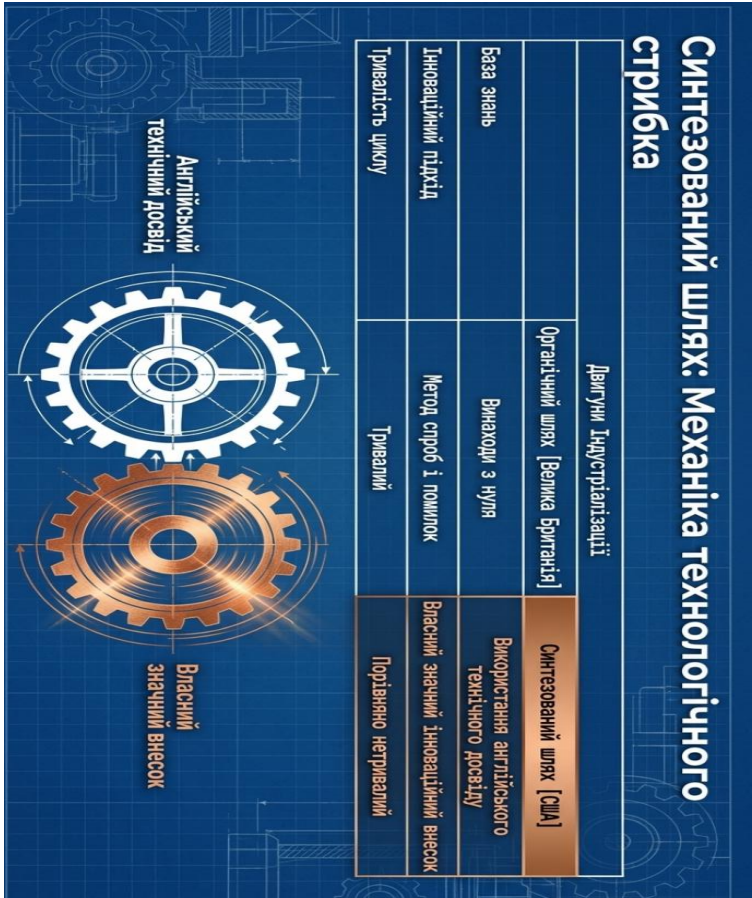 Синтезований шлях: Механіка технологічного
стрибка
Двигуни Індустріалізації
Органічний шлях [Велика Британія]
Синтезований шлях [США]
База знань
Винаходи з нуля
Використання англійського
технічного досвіду
Інноваційний підхід
Метод спроб і помилок
Власний значний інноваційний внесок
Тривалість циклу
Тривалий
Порівняно нетривалий
Англійський
технічний досвід
Власний
значний внесок